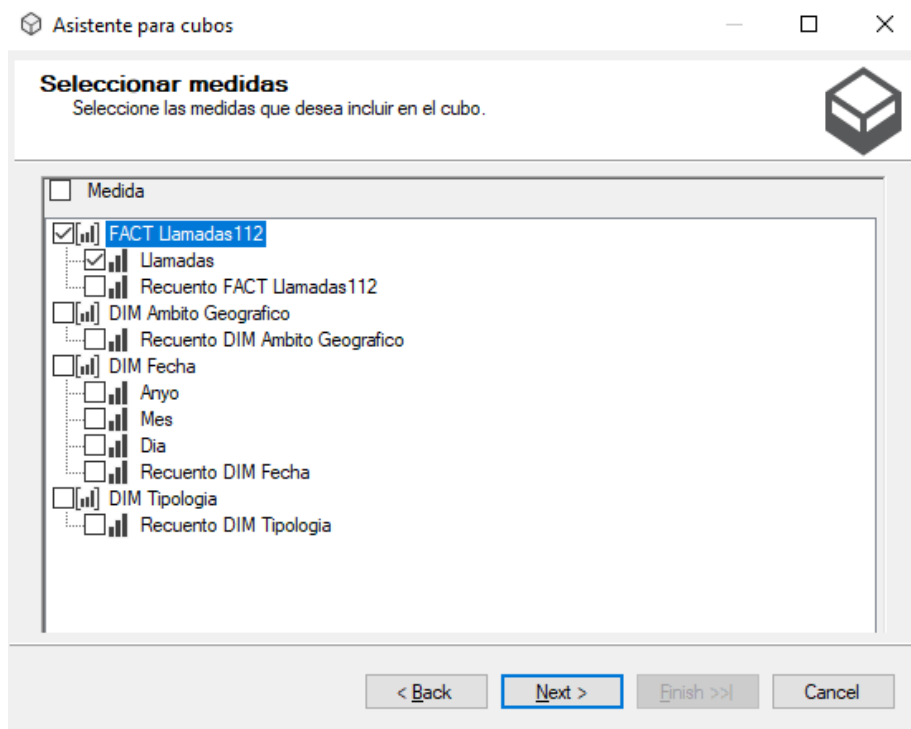 Asistente para cubos
Seleccionar medidas
Seleccione las medidas que desea incluir en el cubo.
Medida
FACT Llamadas112
Llamadas
Recuento FACT Llamadas112
DIM Ambito Geografico
Recuento DIM Ambito Geografico
DIM Fecha
Anyo
Mes
Dia
Recuento DIM Fecha
DIM Tipologia
Recuento DIM Tipologia
< Back Next > Finish >>| Cancel